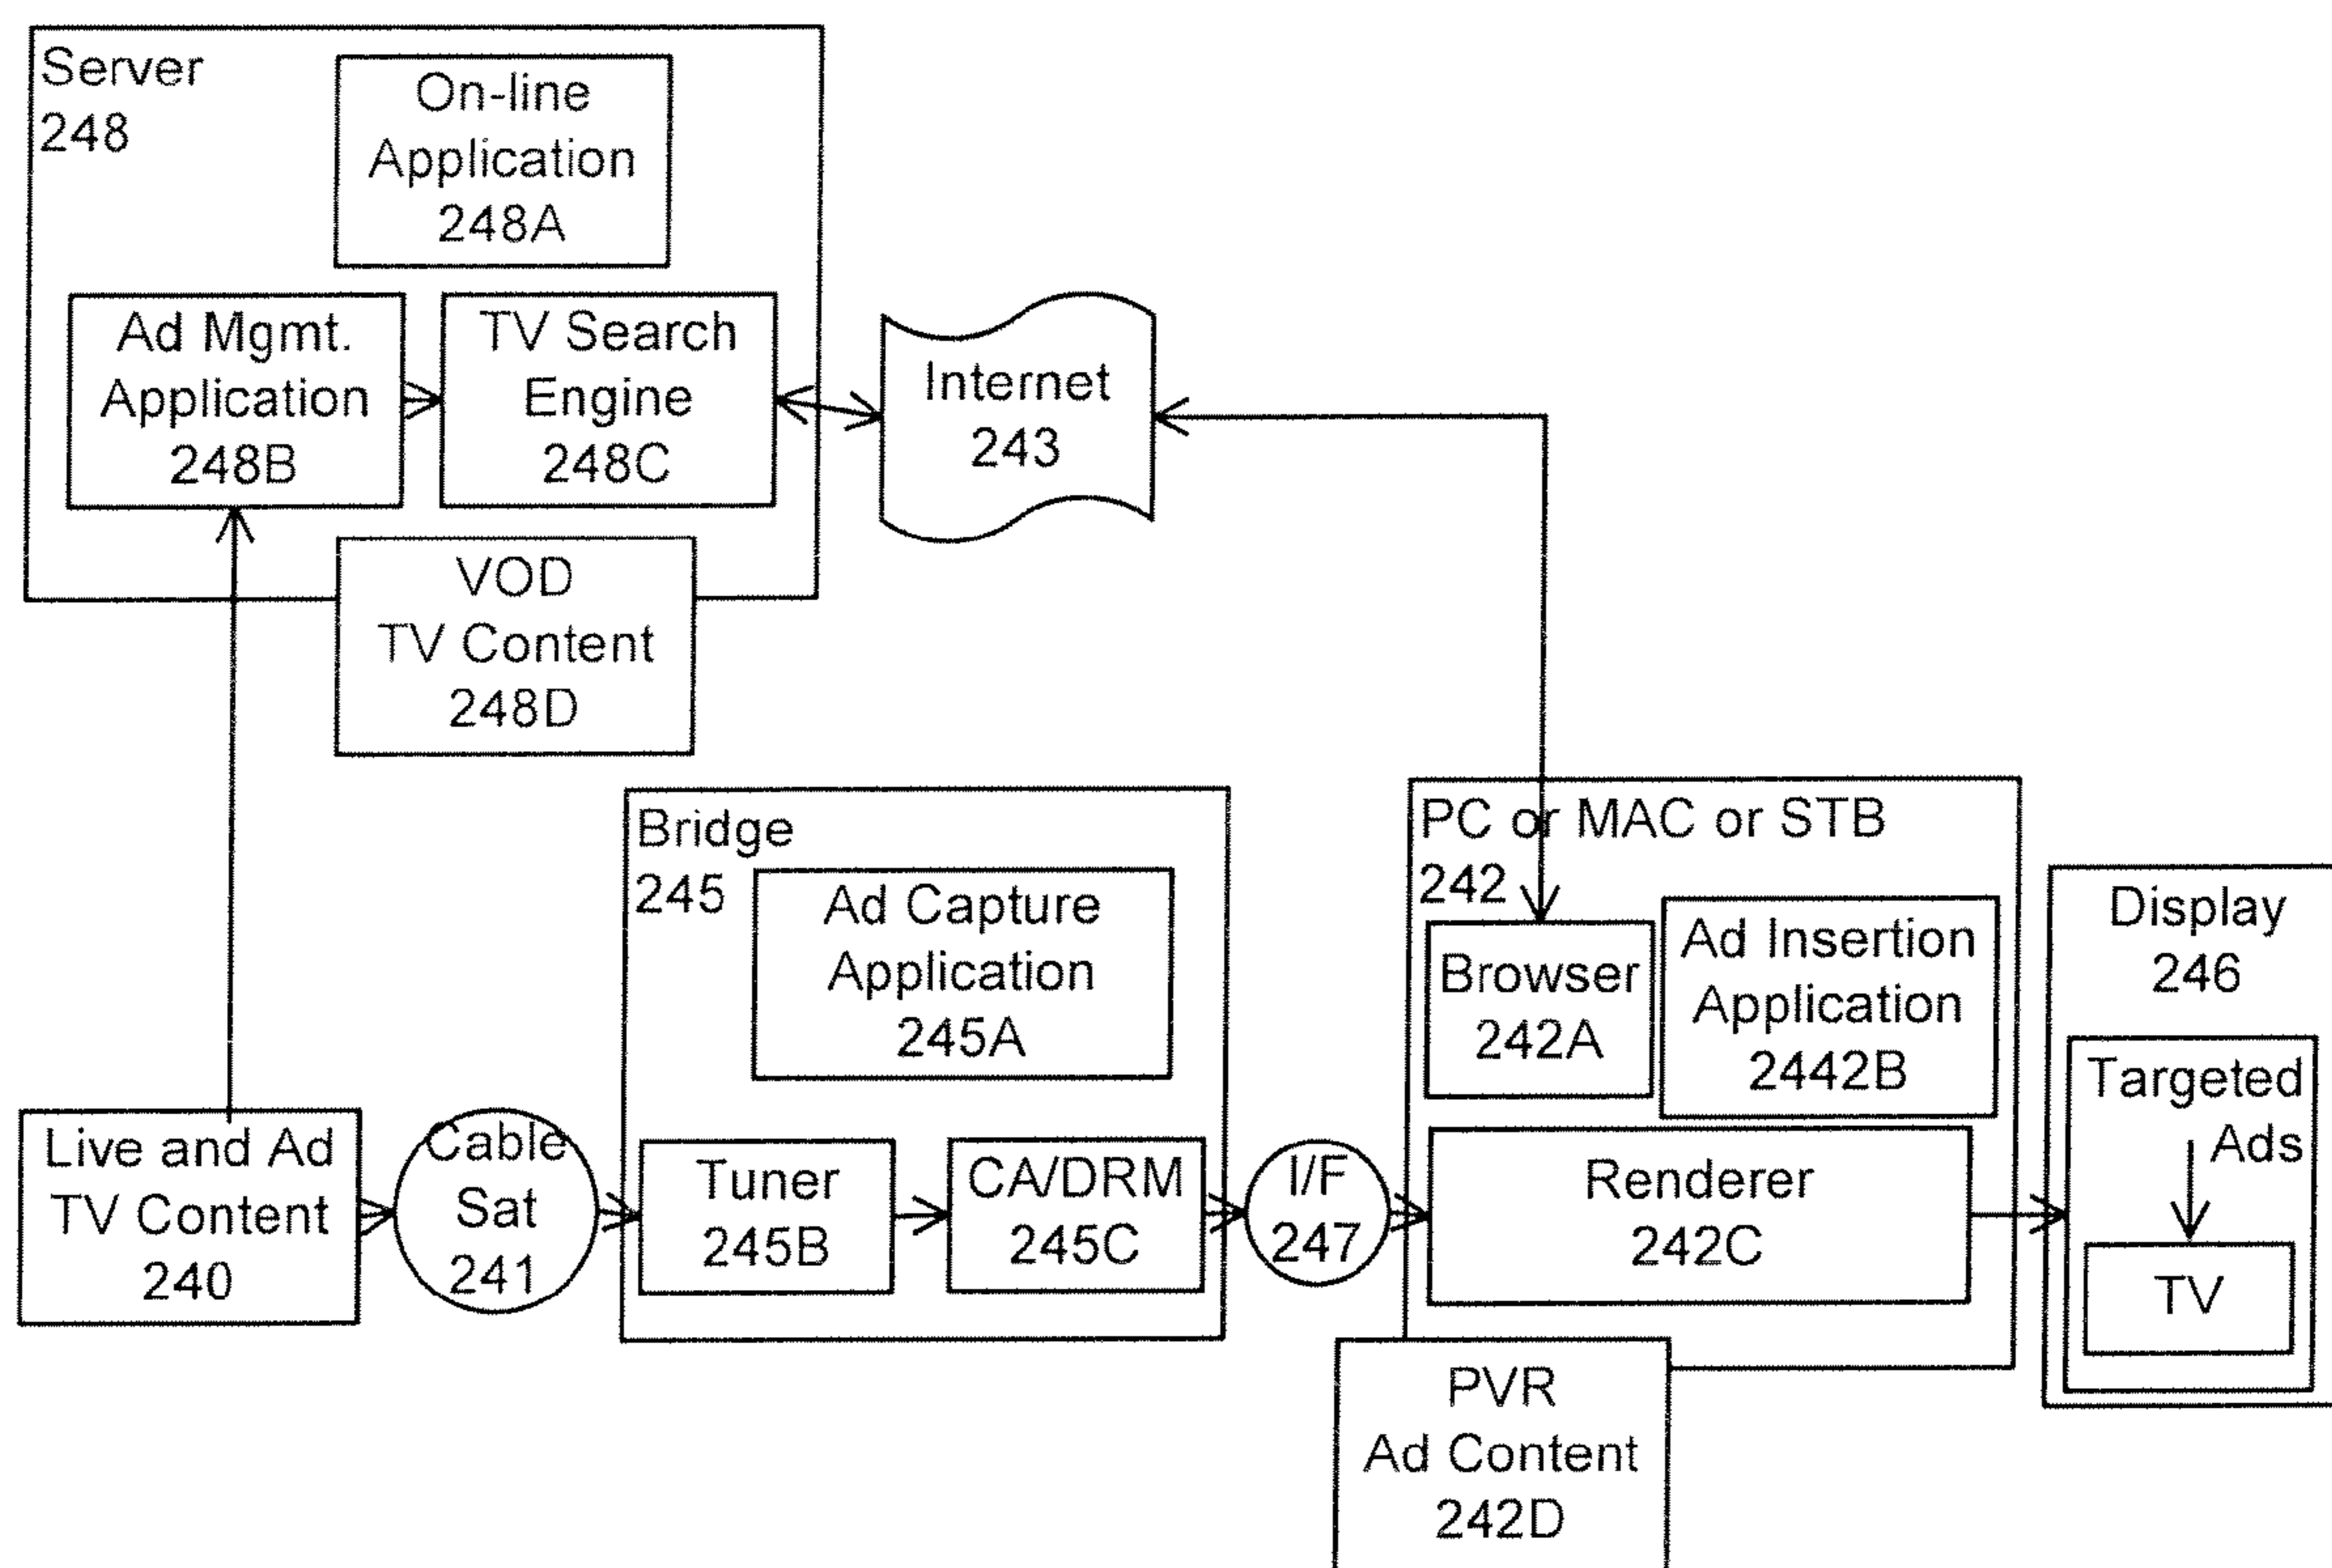 Server
248
On-line
Application
248A
Ad Mgmt.
Application
248B
TV Search
Engine
248C
Internet
243
VOD
TV Content
248D
Bridge
245
Ad Capture
Application
245A
PC or MAC or STB
242
Browser
242A
Ad Insertion
Application
2442B
Display
246
Targeted
Ads
TV
Live and Ad
TV Content
240
Cable
Sat
241
Tuner
245B
CA/DRM
245C
I/F
247
Renderer
242C
PVR
Ad Content
242D